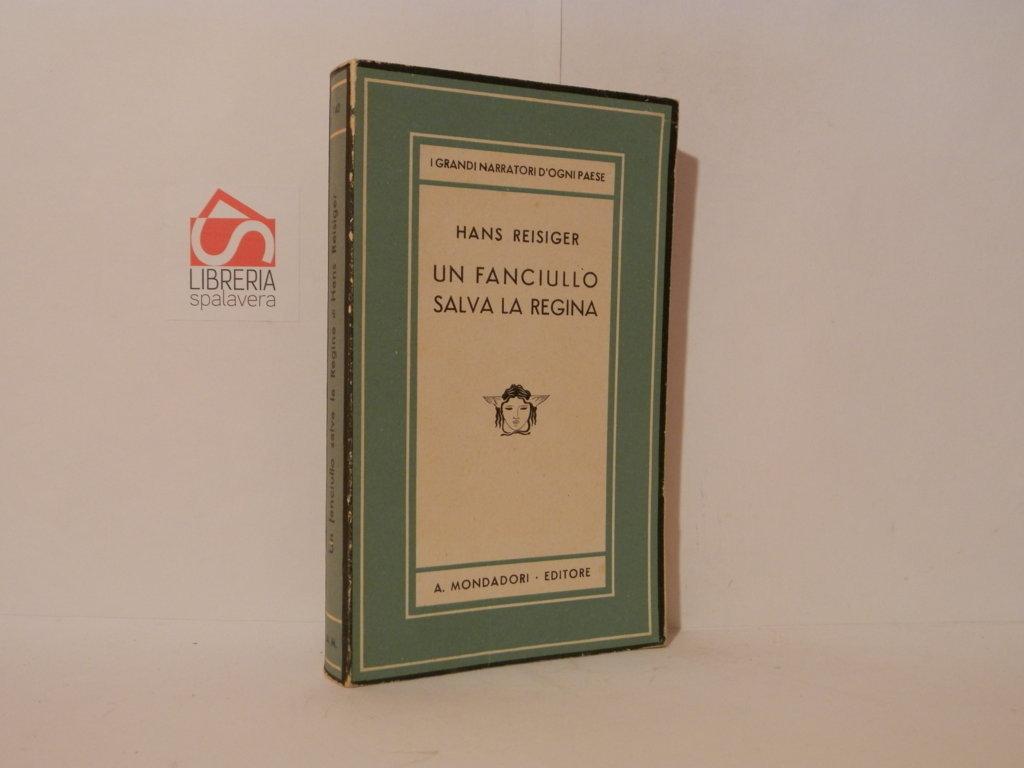 I GRANDI NARRATORI D'OGNI PAESE
HANS REISIGER
UN FANCIULLO
SALVA LA REGINA
A. MONDADORI · EDITORE
Un fanciullo salva la Regina
Hans Reisiger
LIBRERIA
spalavera